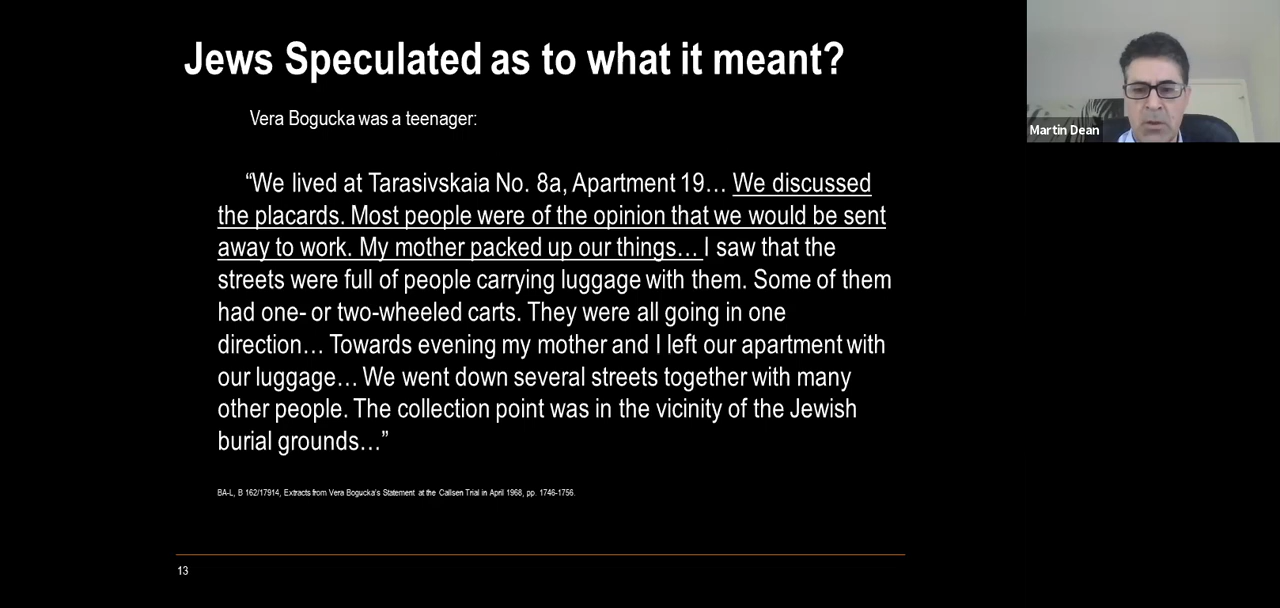 Jews Speculated as to what it meant?
Vera Bogucka was a teenager:
“We lived at Tarasivskaia No. 8a, Apartment 19… We discussed
the placards. Most people were of the opinion that we would be sent
away to work. My mother packed up our things… I saw that the
streets were full of people carrying luggage with them. Some of them
had one- or two-wheeled carts. They were all going in one
direction… Towards evening my mother and I left our apartment with
our luggage… We went down several streets together with many
other people. The collection point was in the vicinity of the Jewish
burial grounds…”
BA-L, B 162/17914, Extracts from Vera Bogucka's Statement at the Callsen Trial in April 1968, pp. 1746-1756.
13
Martin Dean